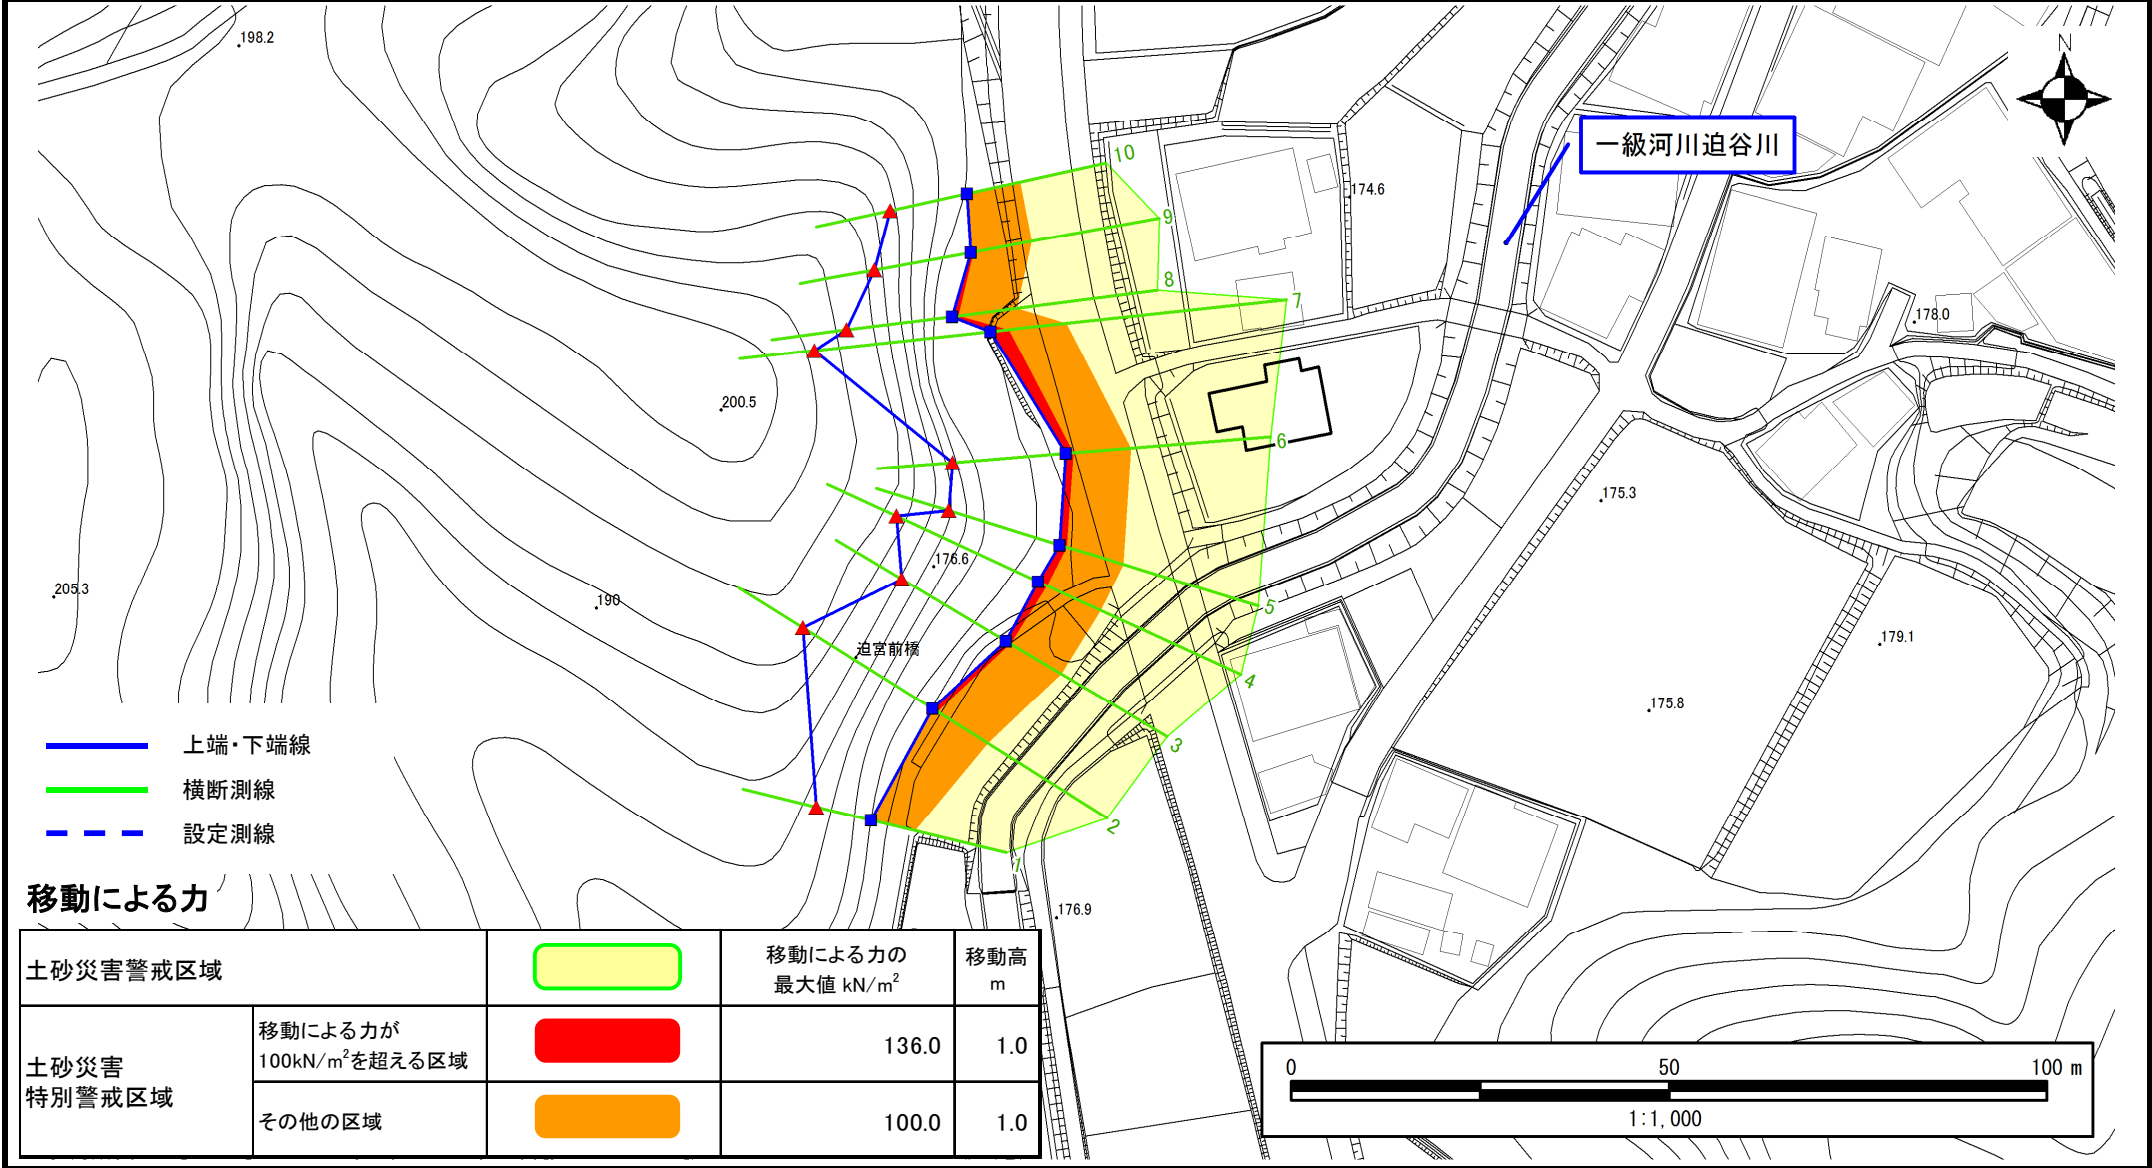 198.2
N
一級河川迫谷川
10
174.6
9
8
7
178.0
200.5
6
175.3
176.6
205.3
190
5
179.1
迫宮前橋
4
175.8
3
上端・下端線
横断測線
設定測線
2
1
移動による力
176.9
土砂災害警戒区域
移動による力の
最大値 kN/m²
移動高
m
土砂災害
特別警戒区域
移動による力が
100kN/m²を超える区域
136.0
1.0
その他の区域
100.0
1.0
0 50 100 m
1:1,000